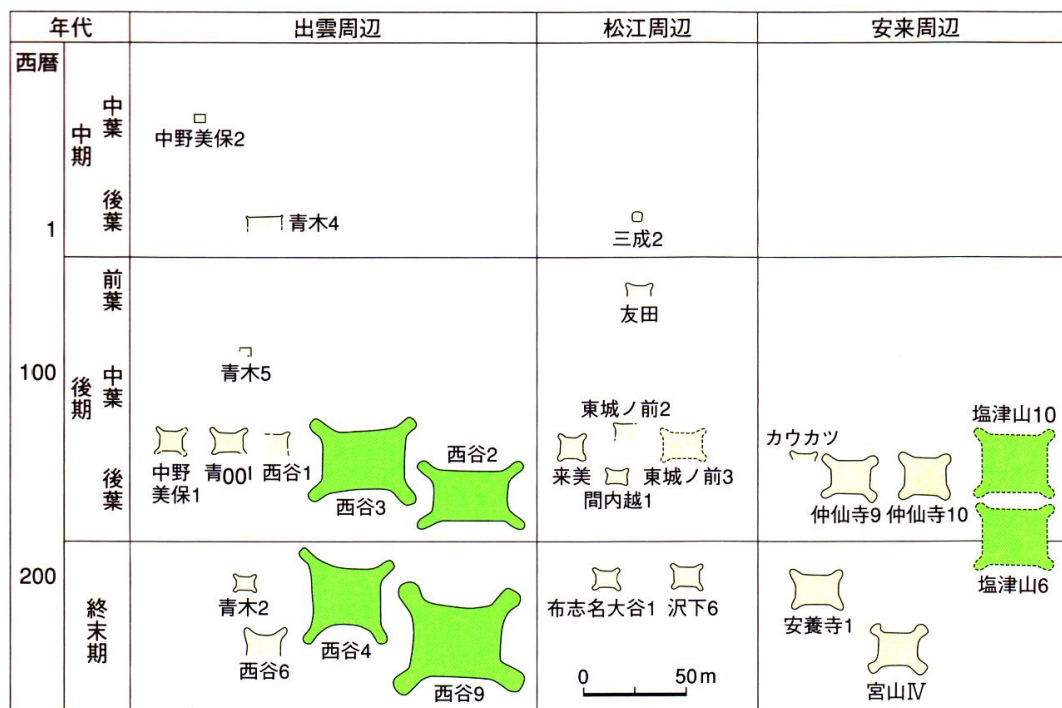 年代
出雲周辺
松江周辺
安来周辺
西暦
中期
中葉
中野美保2
後葉
1
青木4
三成2
後期
前葉
友田
100
中葉
青木5
後葉
中野
美保1
青00I
西谷1
西谷3
西谷2
東城ノ前2
来美
間内越1
東城ノ前3
カウカツ
仲仙寺9
仲仙寺10
塩津山10
塩津山6
200
終末期
青木2
西谷6
西谷4
西谷9
布志名大谷1
沢下6
0
50m
安養寺1
宮山Ⅳ